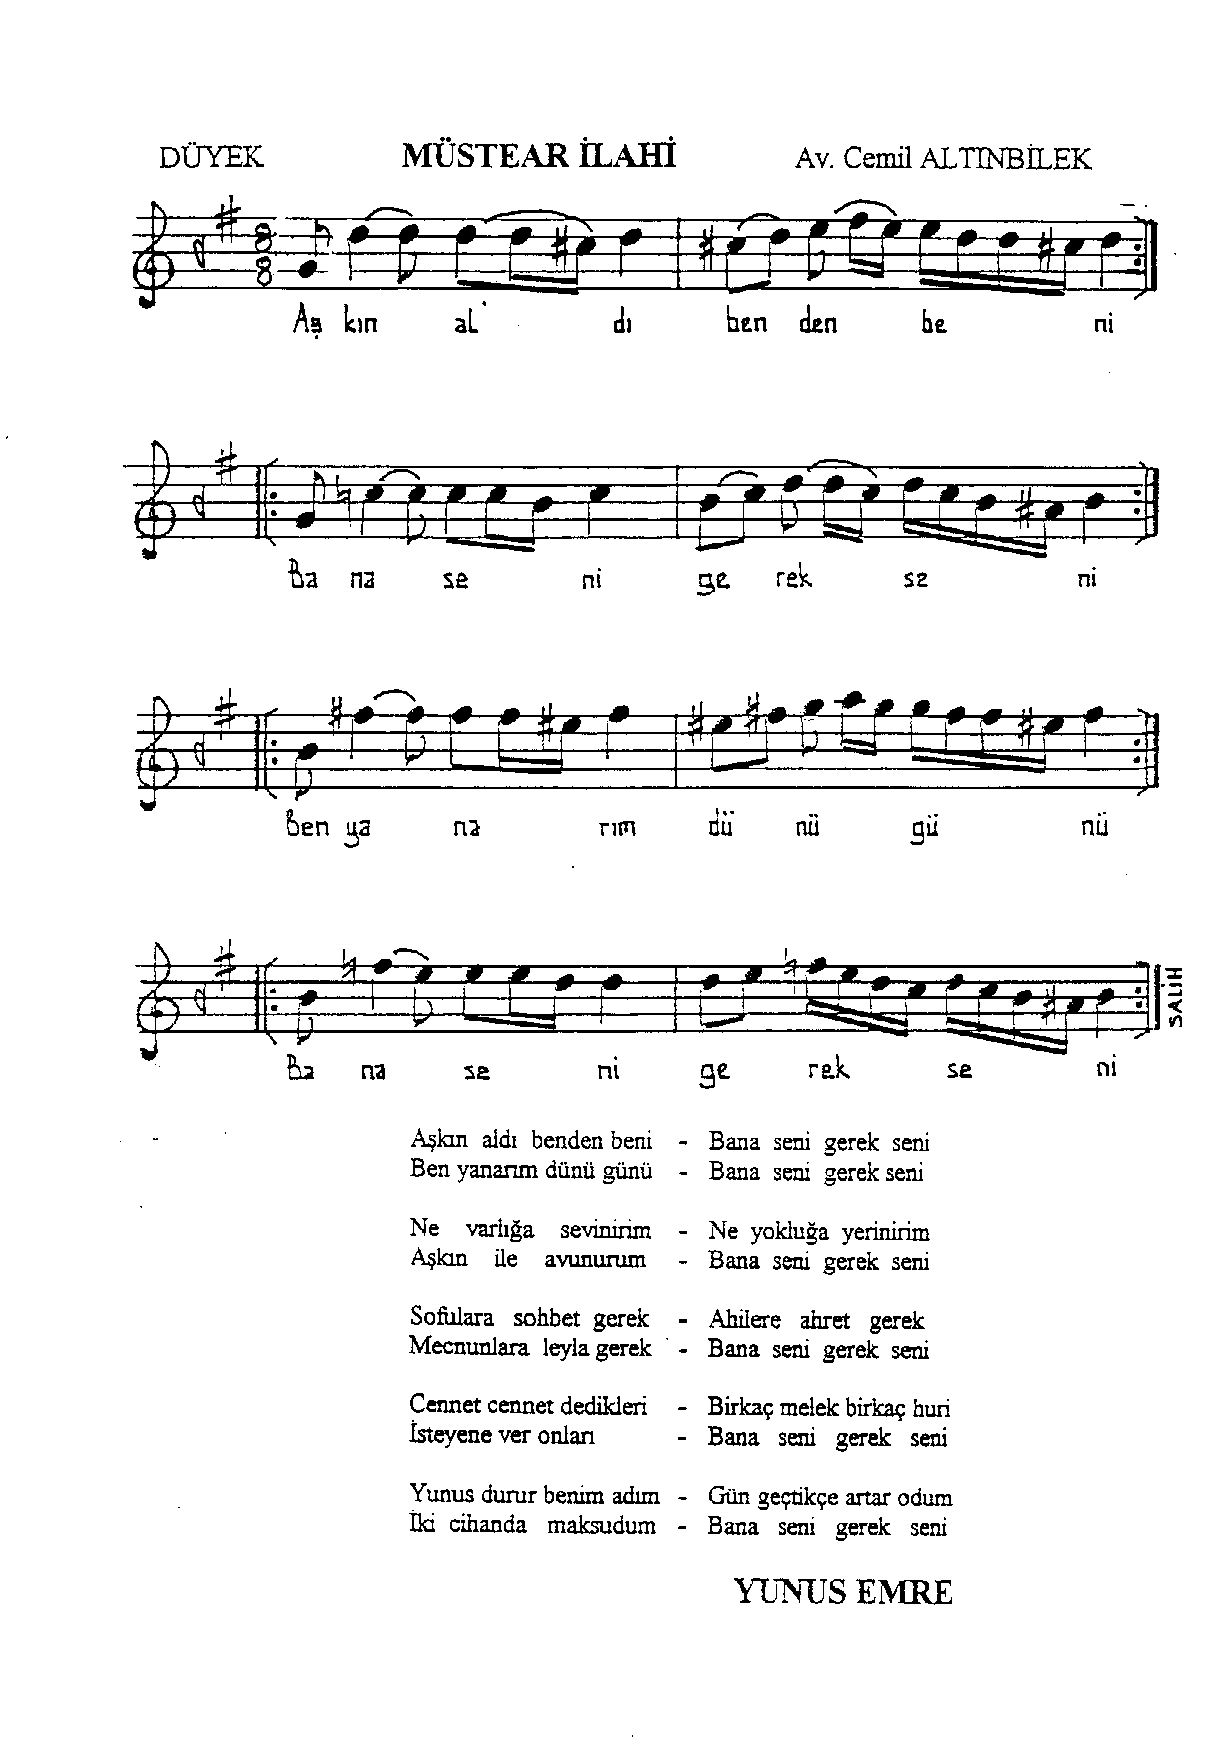 DÜYEK MÜSTEAR İLAHİ Av. Cemil ALTINBİLEK
8
8
Aş kın al dı ben den be ni
Ba na se ni ge rek se ni
Ben ya na rım dü nü gü nü
Ba na se ni ge rek se ni
SALIH
Aşkın aldı benden beni - Bana seni gerek seni
Ben yanarım dünü günü - Bana seni gerek seni
Ne varlığa sevinirim - Ne yokluğa yerinirim
Aşkın ile avunurum - Bana seni gerek seni
Sofulara sohbet gerek - Ahilere ahret gerek
Mecnunlara leyla gerek - Bana seni gerek seni
Cennet cennet dedikleri - Birkaç melek birkaç huri
İsteyene ver onları - Bana seni gerek seni
Yunus durur benim adım - Gün geçtikçe artar odum
İki cihanda maksudum - Bana seni gerek seni
YUNUS EMRE